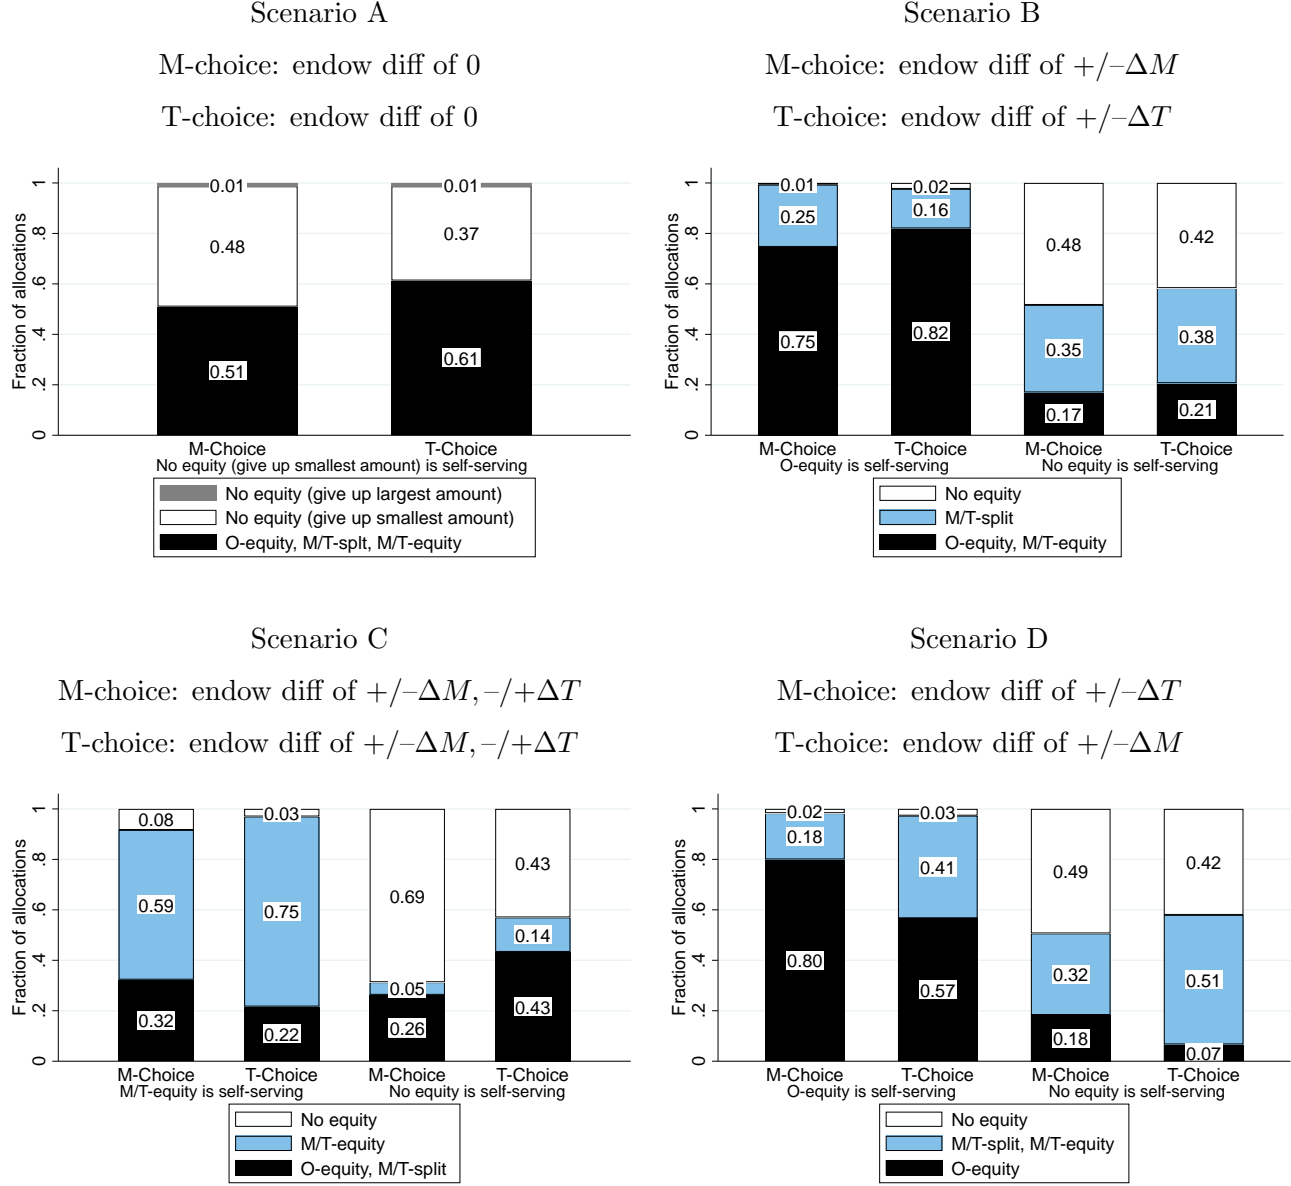 Scenario A
M-choice: endow diff of 0
T-choice: endow diff of 0
Fraction of allocations
1
.8
.6
.4
.2
0
0.01
0.48
0.51
0.01
0.37
0.61
M-Choice
T-Choice
No equity (give up smallest amount) is self-serving
No equity (give up largest amount)
No equity (give up smallest amount)
O-equity, M/T-splt, M/T-equity
Scenario B
M-choice: endow diff of +/–ΔM
T-choice: endow diff of +/–ΔT
Fraction of allocations
1
.8
.6
.4
.2
0
0.01
0.25
0.75
0.02
0.16
0.82
0.48
0.35
0.17
0.42
0.38
0.21
M-Choice
T-Choice
M-Choice
T-Choice
O-equity is self-serving
No equity is self-serving
No equity
M/T-split
O-equity, M/T-equity
Scenario C
M-choice: endow diff of +/–ΔM, –/+ΔT
T-choice: endow diff of +/–ΔM, –/+ΔT
Fraction of allocations
1
.8
.6
.4
.2
0
0.08
0.59
0.32
0.03
0.75
0.22
0.69
0.05
0.26
0.43
0.14
0.43
M-Choice
T-Choice
M-Choice
T-Choice
M/T-equity is self-serving
No equity is self-serving
No equity
M/T-equity
O-equity, M/T-split
Scenario D
M-choice: endow diff of +/–ΔT
T-choice: endow diff of +/–ΔM
Fraction of allocations
1
.8
.6
.4
.2
0
0.02
0.18
0.80
0.03
0.41
0.57
0.49
0.32
0.18
0.42
0.51
0.07
M-Choice
T-Choice
M-Choice
T-Choice
O-equity is self-serving
No equity is self-serving
No equity
M/T-split, M/T-equity
O-equity